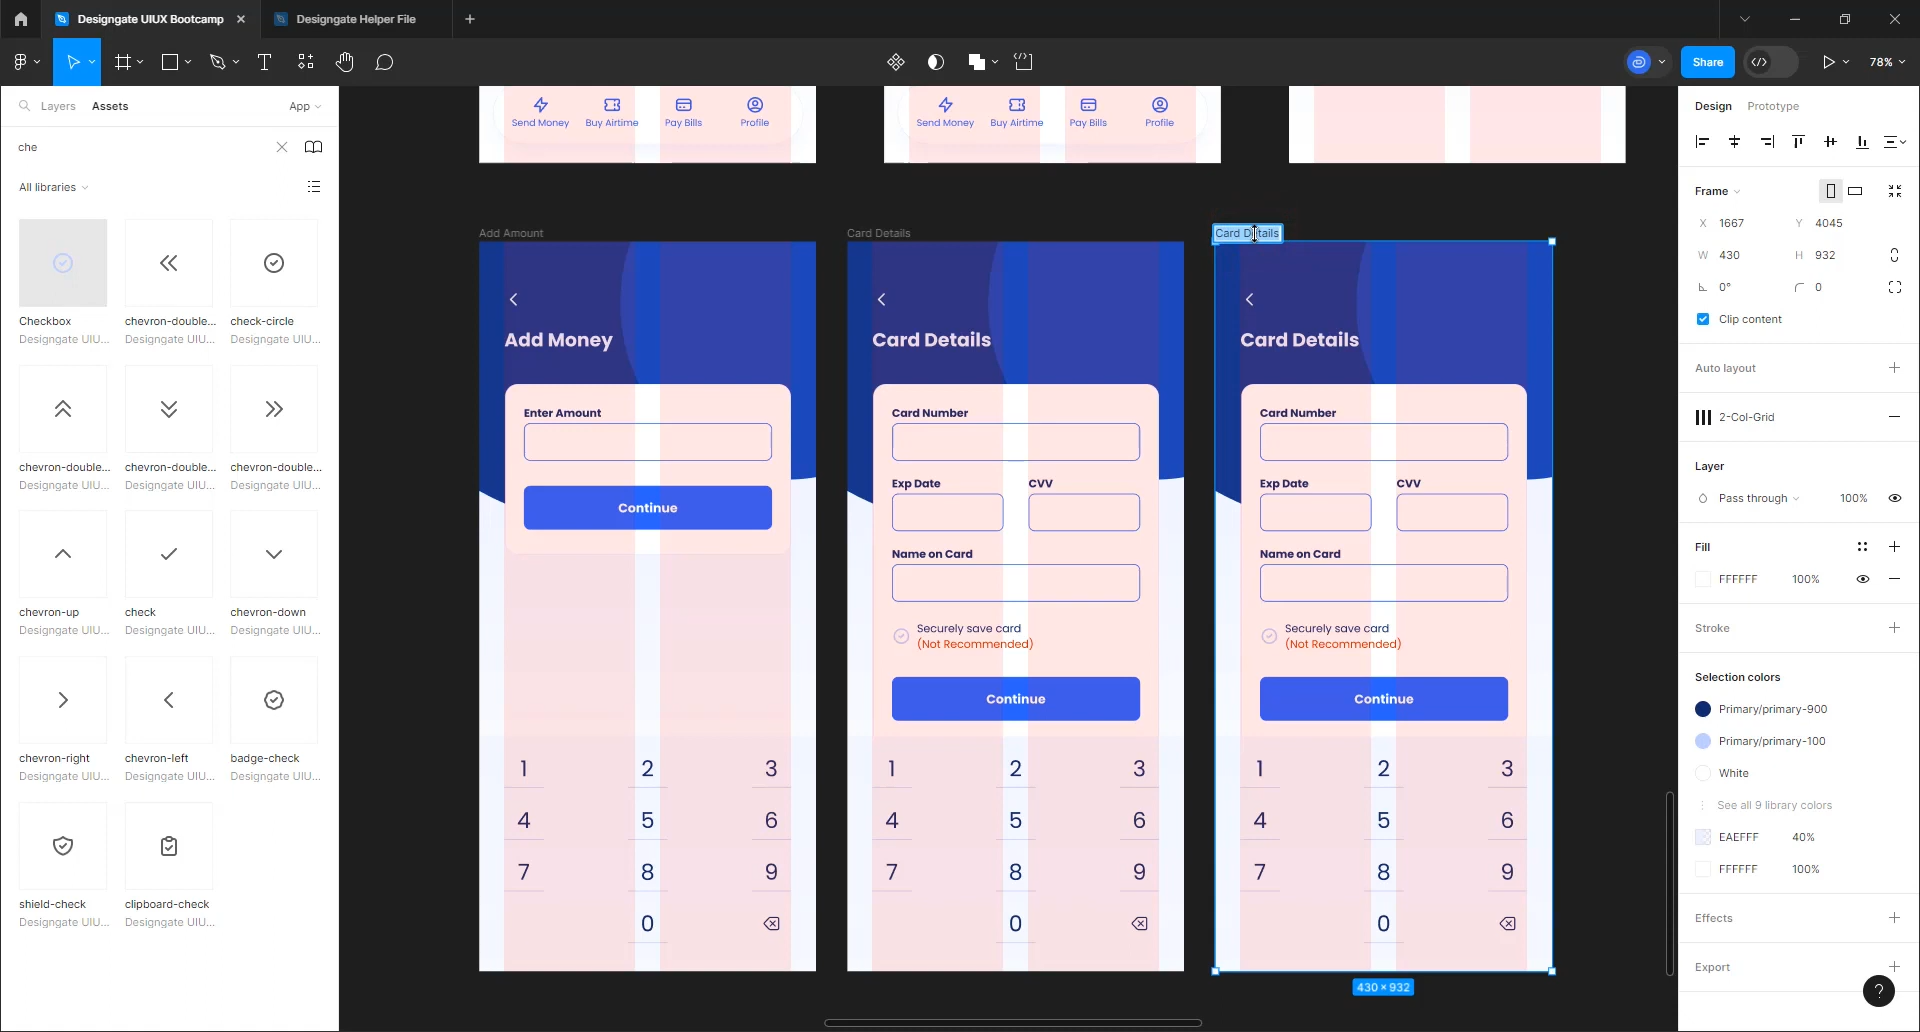 Designgate UIUX Bootcamp
Designgate Helper File
Share
78%
Layers
Assets
App
che
All libraries
Checkbox
Designgate UIU...
chevron-double...
Designgate UIU...
check-circle
Designgate UIU...
chevron-double...
Designgate UIU...
chevron-double...
Designgate UIU...
chevron-double...
Designgate UIU...
chevron-up
Designgate UIU...
check
Designgate UIU...
chevron-down
Designgate UIU...
chevron-right
Designgate UIU...
chevron-left
Designgate UIU...
badge-check
Designgate UIU...
shield-check
Designgate UIU...
clipboard-check
Designgate UIU...
Send Money
Buy Airtime
Pay Bills
Profile
Send Money
Buy Airtime
Pay Bills
Profile
Add Amount
Add Money
Enter Amount
Continue
1 2 3
4 5 6
7 8 9
0
Card Details
Card Details
Card Number
Exp Date
CVV
Name on Card
Securely save card
(Not Recommended)
Continue
1 2 3
4 5 6
7 8 9
0
Card Details
Card Details
Card Number
Exp Date
CVV
Name on Card
Securely save card
(Not Recommended)
Continue
1 2 3
4 5 6
7 8 9
0
430 × 932
Design
Prototype
Frame
X 1667
Y 4045
W 430
H 932
0°
0
Clip content
Auto layout
2-Col-Grid
Layer
Pass through
100%
Fill
FFFFFF
100%
Stroke
Selection colors
Primary/primary-900
Primary/primary-100
White
See all 9 library colors
EAEFFF
40%
FFFFFF
100%
Effects
Export
?